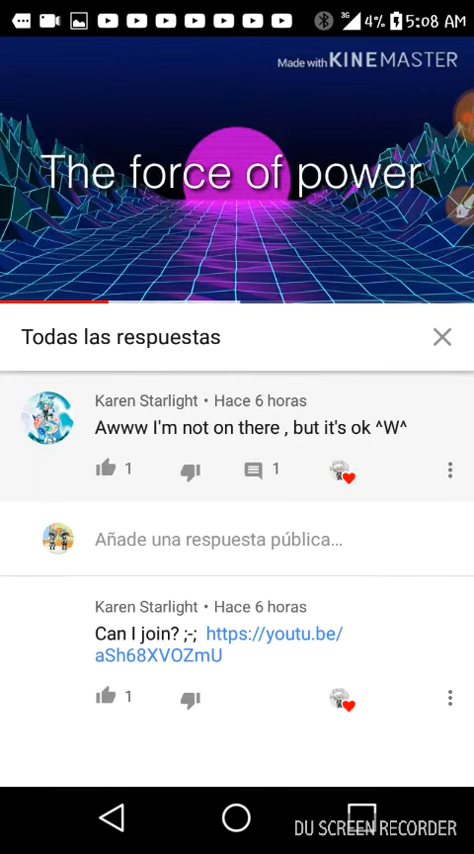 3G 4% 5:08 AM
Made with KINEMASTER
The force of power
Todas las respuestas
Karen Starlight • Hace 6 horas
Awww I'm not on there , but it's ok ^W^
1 1
Añade una respuesta pública...
Karen Starlight • Hace 6 horas
Can I join? ;-; https://youtu.be/
aSh68XVOZmU
1
DU SCREEN RECORDER